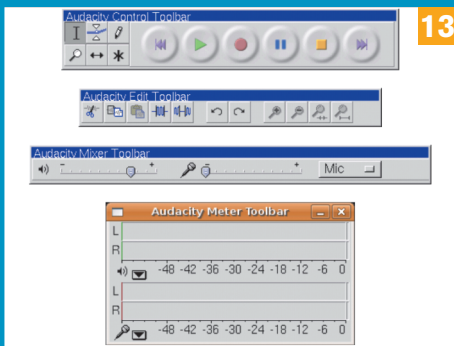 13
Audacity Control Toolbar
Audacity Edit Toolbar
Audacity Mixer Toolbar
- +
- +
Mic
Audacity Meter Toolbar
L
R
-48 -42 -36 -30 -24 -18 -12 -6 0
L
R
-48 -42 -36 -30 -24 -18 -12 -6 0